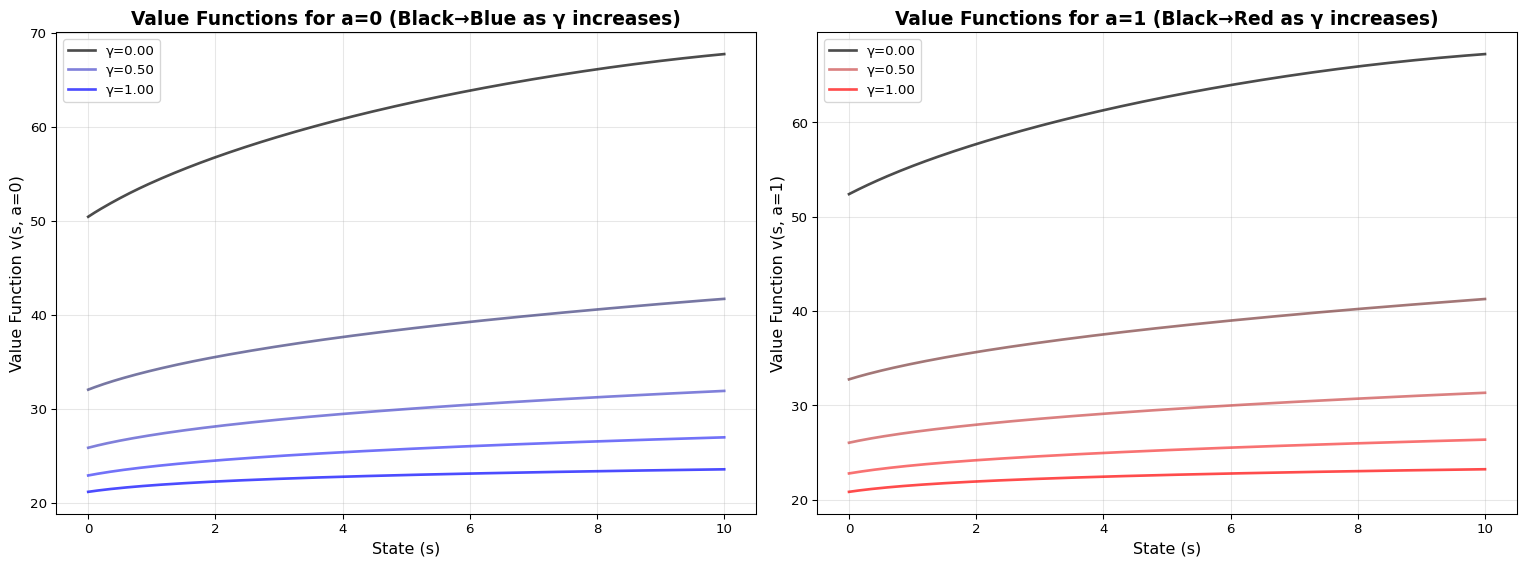 Value Functions for a=0 (Black→Blue as γ increases)
γ=0.00
γ=0.50
γ=1.00
70
60
50
40
30
20
Value Function v(s, a=0)
0 2 4 6 8 10
State (s)
Value Functions for a=1 (Black→Red as γ increases)
γ=0.00
γ=0.50
γ=1.00
60
50
40
30
20
Value Function v(s, a=1)
0 2 4 6 8 10
State (s)